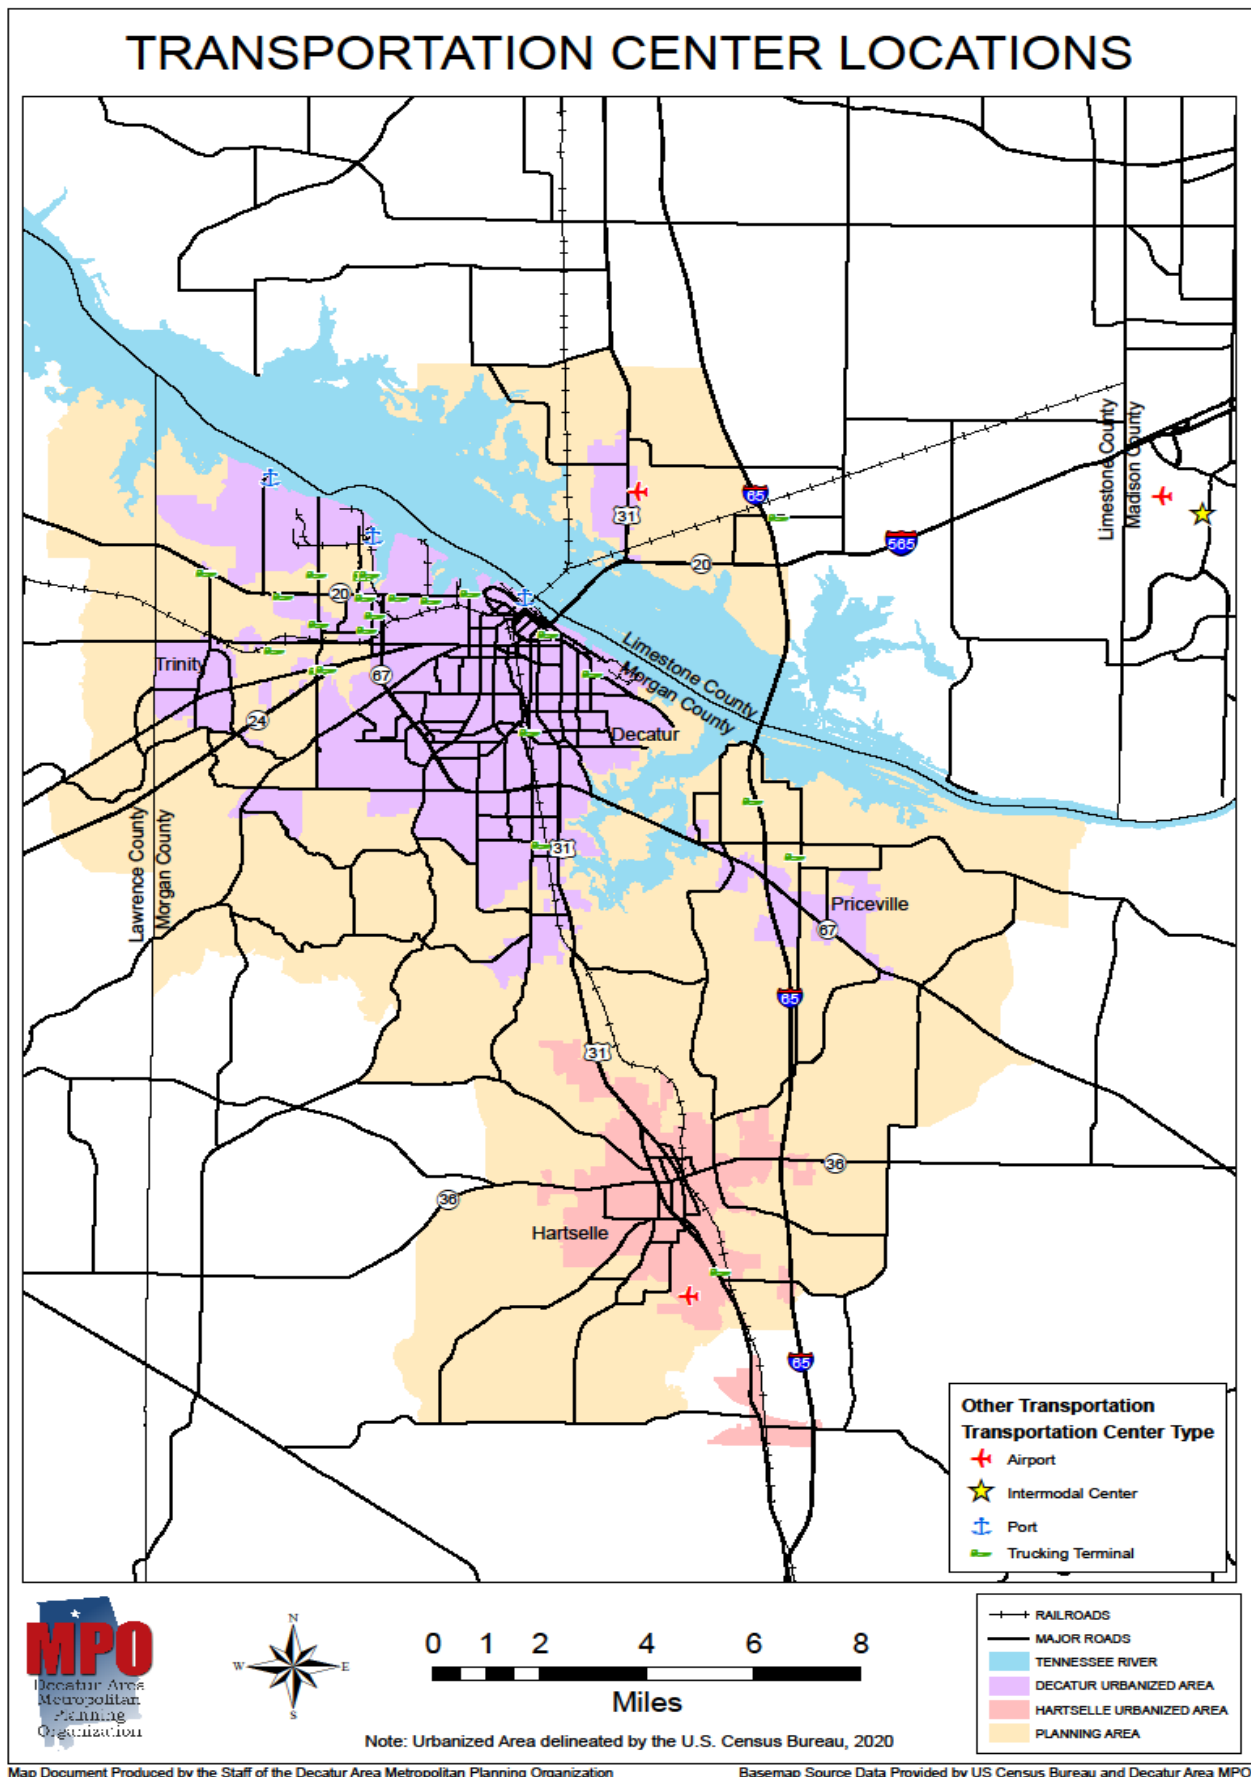 TRANSPORTATION CENTER LOCATIONS
65
31
565
20
Limestone County
Madison County
20
Limestone County
Morgan County
Trinity
67
24
Decatur
Lawrence County
Morgan County
31
Priceville
67
65
31
36
36
Hartselle
65
Other Transportation
Transportation Center Type
Airport
Intermodal Center
Port
Trucking Terminal
MPO
Decatur Area
Metropolitan
Planning
Organization
N
W E
S
0 1 2 4 6 8
Miles
Note: Urbanized Area delineated by the U.S. Census Bureau, 2020
RAILROADS
MAJOR ROADS
TENNESSEE RIVER
DECATUR URBANIZED AREA
HARTSELLE URBANIZED AREA
PLANNING AREA
Map Document Produced by the Staff of the Decatur Area Metropolitan Planning Organization
Basemap Source Data Provided by US Census Bureau and Decatur Area MPO